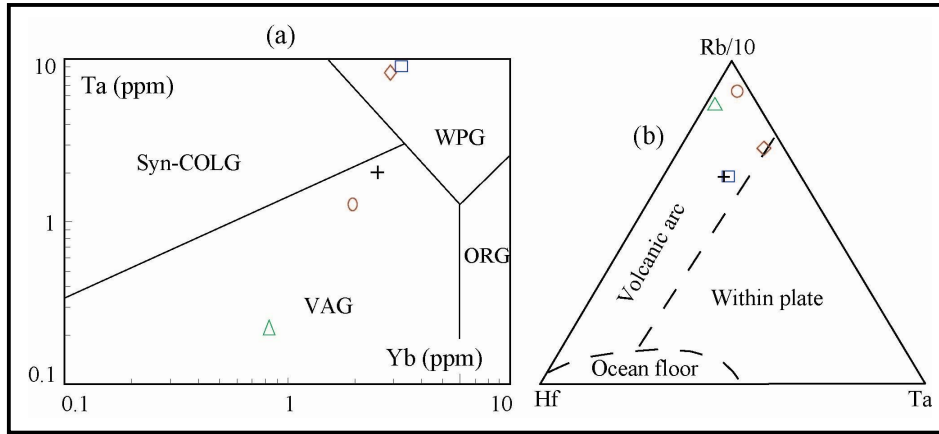 (a)
10
Ta (ppm)
WPG
Syn-COLG
1
ORG
VAG
Yb (ppm)
0.1
0.1
1
10
Rb/10
(b)
Volcanic arc
Within plate
Ocean floor
Hf
Ta